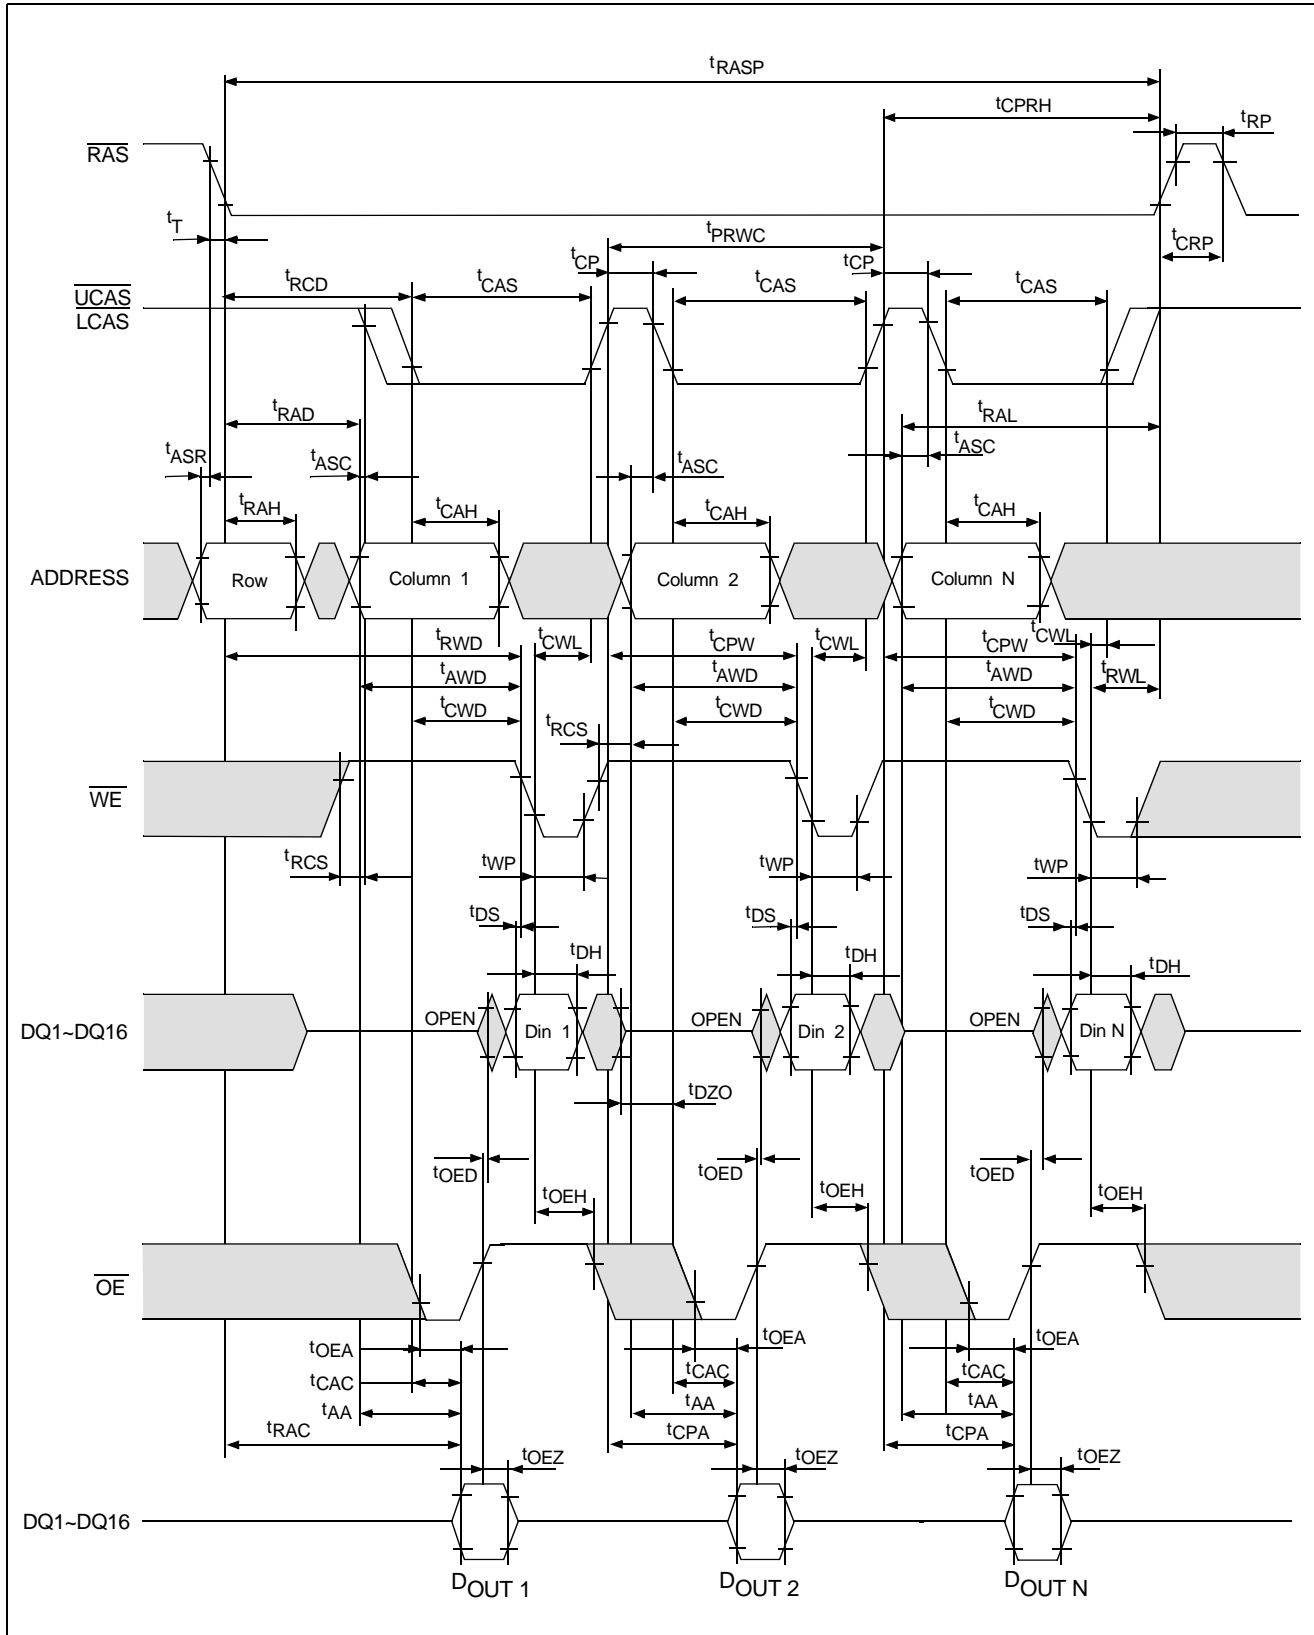 tRASP
tCPRH
tRP
RAS
tT
tPRWC
tCRP
tCP
tCP
tRCD
tCAS
tCAS
tCAS
UCAS
LCAS
tRAD
tRAL
tASR
tASC
tASC
tASC
tRAH
tCAH
tCAH
tCAH
ADDRESS
Row
Column 1
Column 2
Column N
tRWD
tCWL
tCPW
tCWL
tCPW
tCWL
tAWD
tAWD
tAWD
tRWL
tCWD
tCWD
tCWD
tRCS
WE
tRCS
tWP
tWP
tWP
tDS
tDS
tDS
tDH
tDH
tDH
DQ1~DQ16
OPEN
Din 1
OPEN
Din 2
OPEN
Din N
tDZO
tOED
tOED
tOED
tOEH
tOEH
tOEH
OE
tOEA
tOEA
tOEA
tCAC
tCAC
tCAC
tAA
tAA
tAA
tRAC
tCPA
tCPA
tOEZ
tOEZ
tOEZ
DQ1~DQ16
DOUT 1
DOUT 2
DOUT N